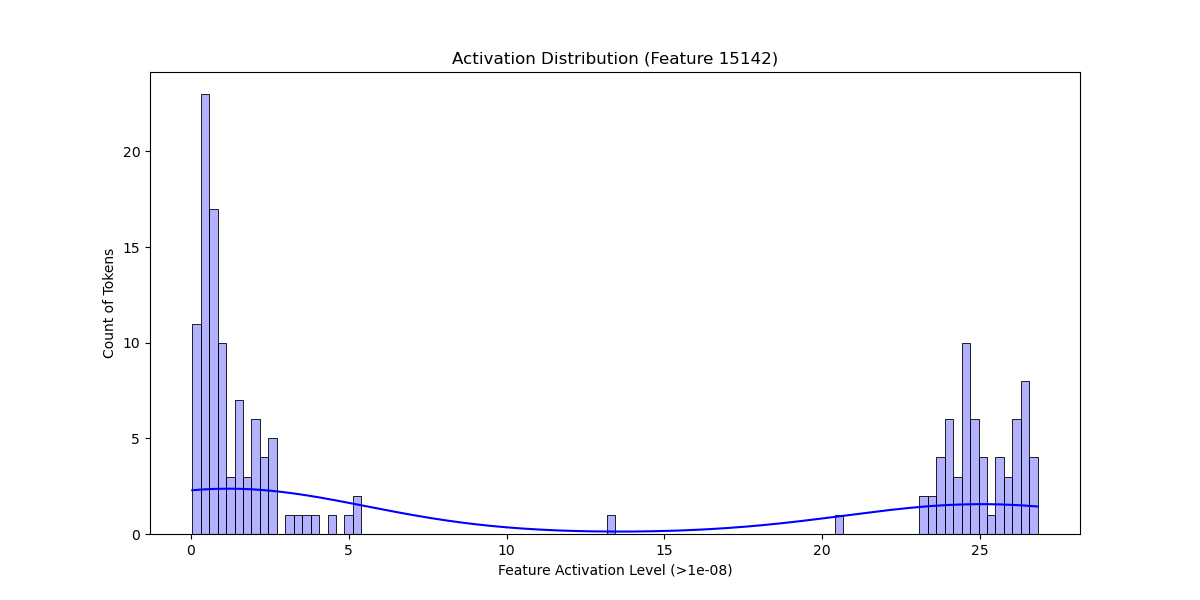 Activation Distribution (Feature 15142)
Count of Tokens
20
15
10
5
0
0 5 10 15 20 25
Feature Activation Level (>1e-08)